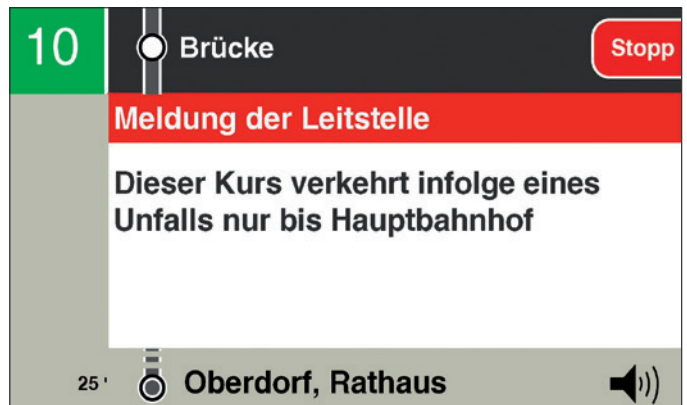 10
Brücke
Stopp
Meldung der Leitstelle
Dieser Kurs verkehrt infolge eines
Unfalls nur bis Hauptbahnhof
25'
Oberdorf, Rathaus